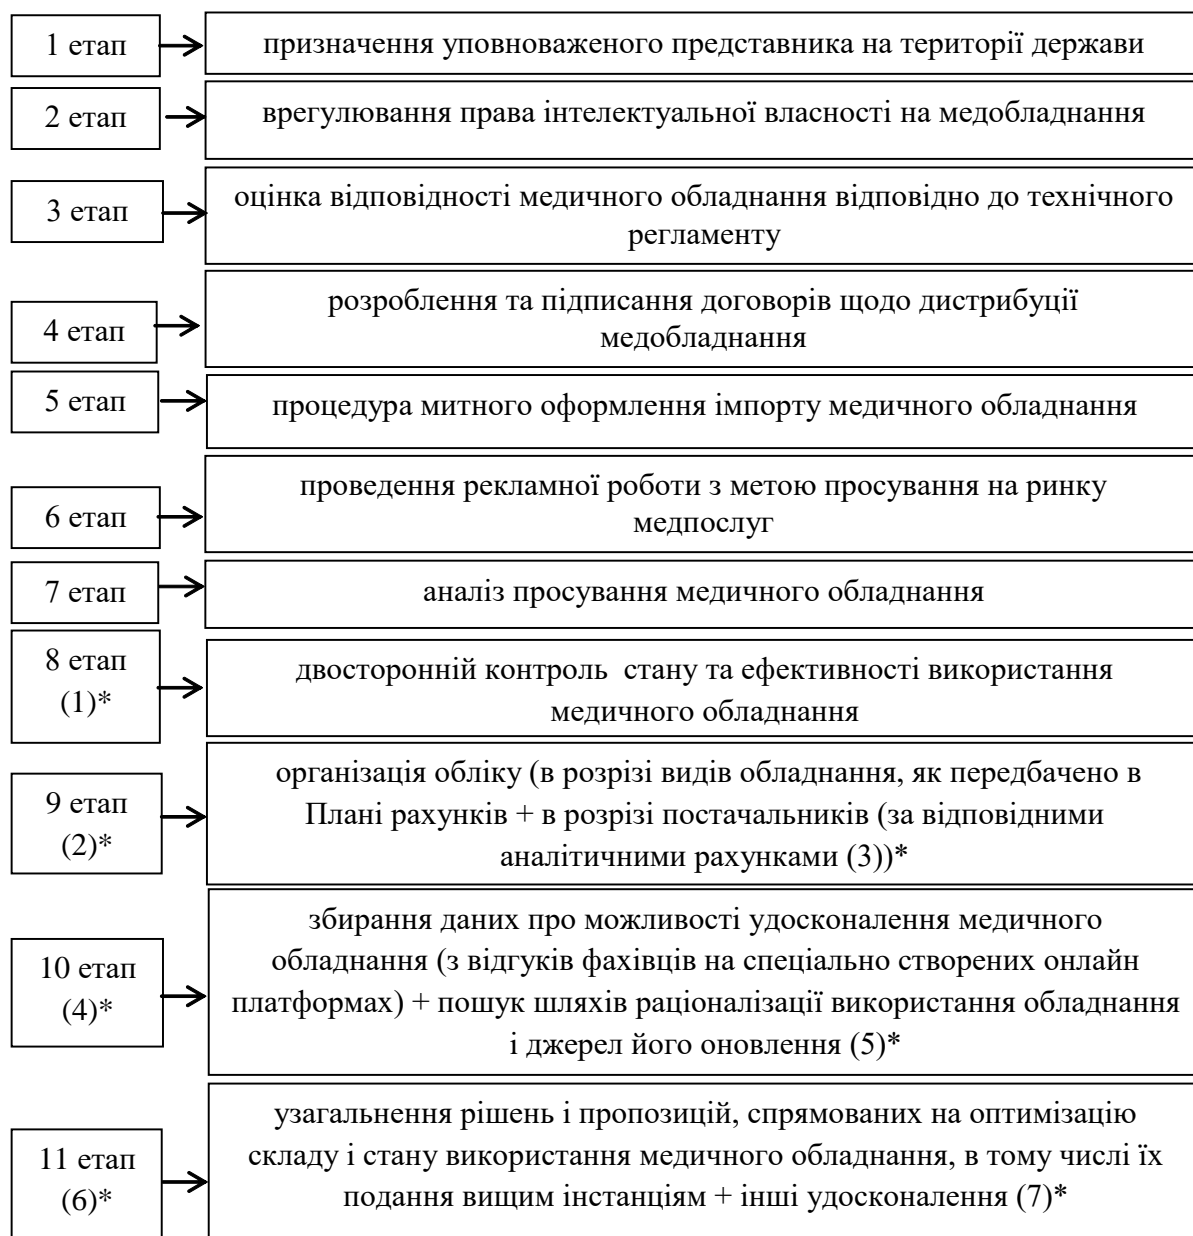 1 етап
призначення уповноваженого представника на території держави
2 етап
врегулювання права інтелектуальної власності на медобладнання
3 етап
оцінка відповідності медичного обладнання відповідно до технічного
регламенту
4 етап
розроблення та підписання договорів щодо дистрибуції
медобладнання
5 етап
процедура митного оформлення імпорту медичного обладнання
6 етап
проведення рекламної роботи з метою просування на ринку
медпослуг
7 етап
аналіз просування медичного обладнання
8 етап
(1)*
двосторонній контроль стану та ефективності використання
медичного обладнання
9 етап
(2)*
організація обліку (в розрізі видів обладнання, як передбачено в
Плані рахунків + в розрізі постачальників (за відповідними
аналітичними рахунками (3))*
10 етап
(4)*
збирання даних про можливості удосконалення медичного
обладнання (з відгуків фахівців на спеціально створених онлайн
платформах) + пошук шляхів раціоналізації використання обладнання
і джерел його оновлення (5)*
11 етап
(6)*
узагальнення рішень і пропозицій, спрямованих на оптимізацію
складу і стану використання медичного обладнання, в тому числі їх
подання вищим інстанціям + інші удосконалення (7)*